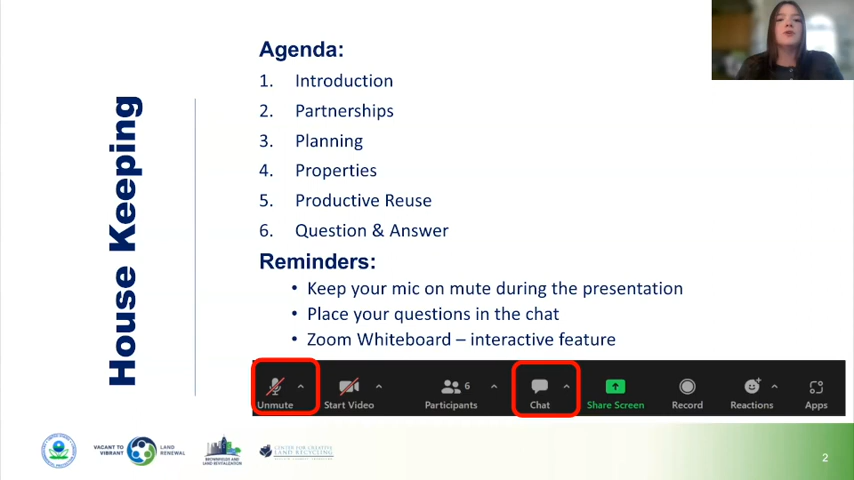 House Keeping
Agenda:
1. Introduction
2. Partnerships
3. Planning
4. Properties
5. Productive Reuse
6. Question & Answer
Reminders:
• Keep your mic on mute during the presentation
• Place your questions in the chat
• Zoom Whiteboard – interactive feature
Unmute Start Video Participants 6 Chat Share Screen Record Reactions Apps
VACANT TO VIBRANT LAND RENEWAL
BROWNFIELDS AND LAND REVITALIZATION
CENTER FOR CREATIVE LAND RECYCLING
2